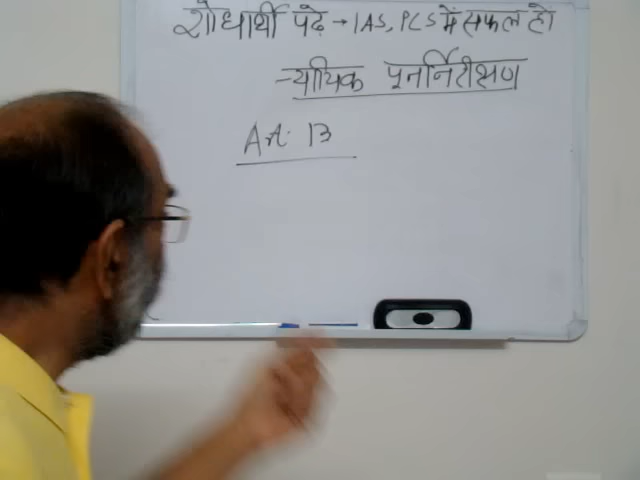 शोधार्थी पढ़े → IAS, PCS में सफल हो
न्यायिक पुनर्निरीक्षण
Art. 13